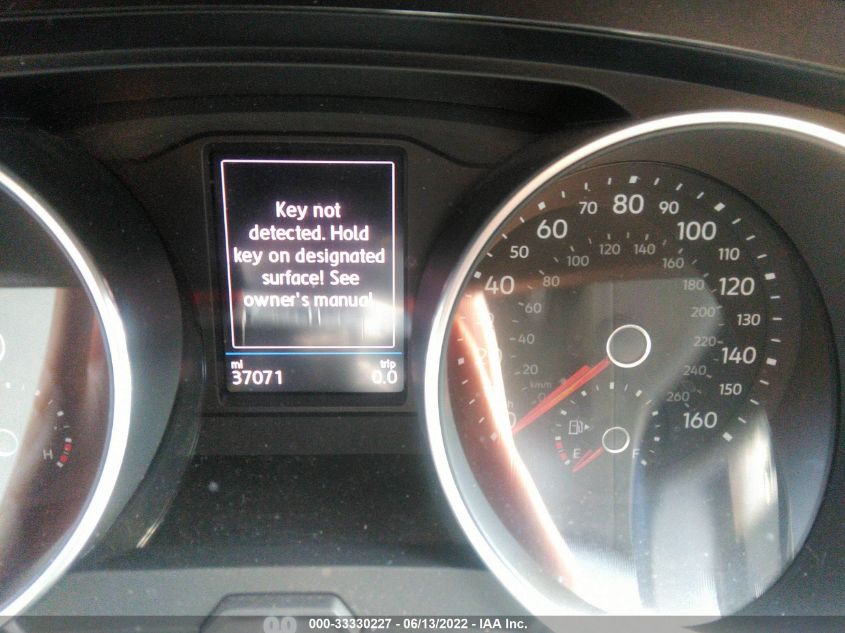 Key not
detected. Hold
key on designated
surface! See
owner's manual
mi trip
37071 0.0
H
40 50 60 70 80 90 100 110 120 130 140 150 160
20 40 60 80 100 120 140 160 180 200 220 240 260
km/h
0
E F
000-33330227 - 06/13/2022 - IAA Inc.